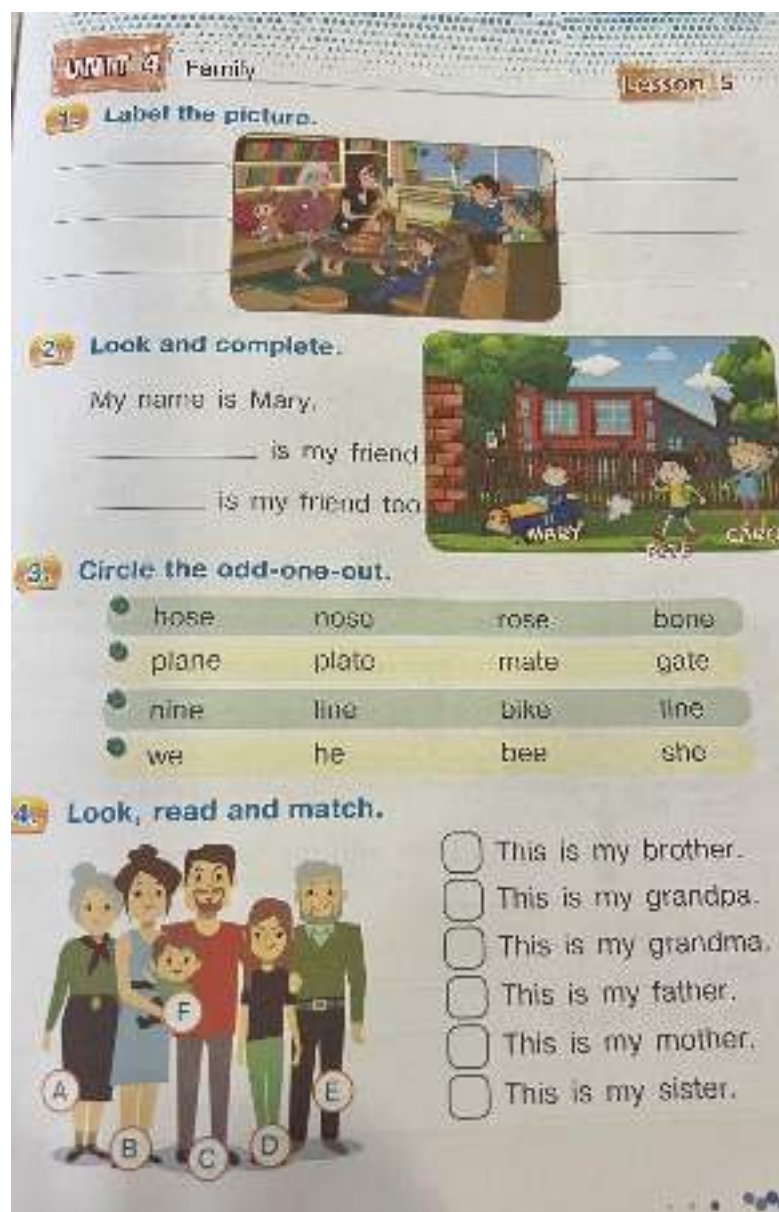 UNIT 4 Family
Lesson 5
1. Label the picture.
2. Look and complete.
My name is Mary.
is my friend
is my friend too
MARY
3. Circle the odd-one-out.
hose nose rose bone
plane plate mate gate
nine line bike
we he bee she
4. Look, read and match.
This is my brother.
This is my grandpa.
This is my grandma.
This is my father.
This is my mother.
This is my sister.
F
A
E
B
C
D